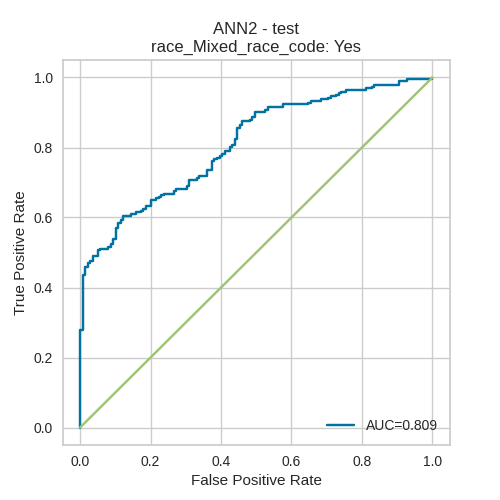 ANN2 - test
race_Mixed_race_code: Yes
1.0
0.8
0.6
0.4
0.2
0.0
True Positive Rate
AUC=0.809
0.0 0.2 0.4 0.6 0.8 1.0
False Positive Rate